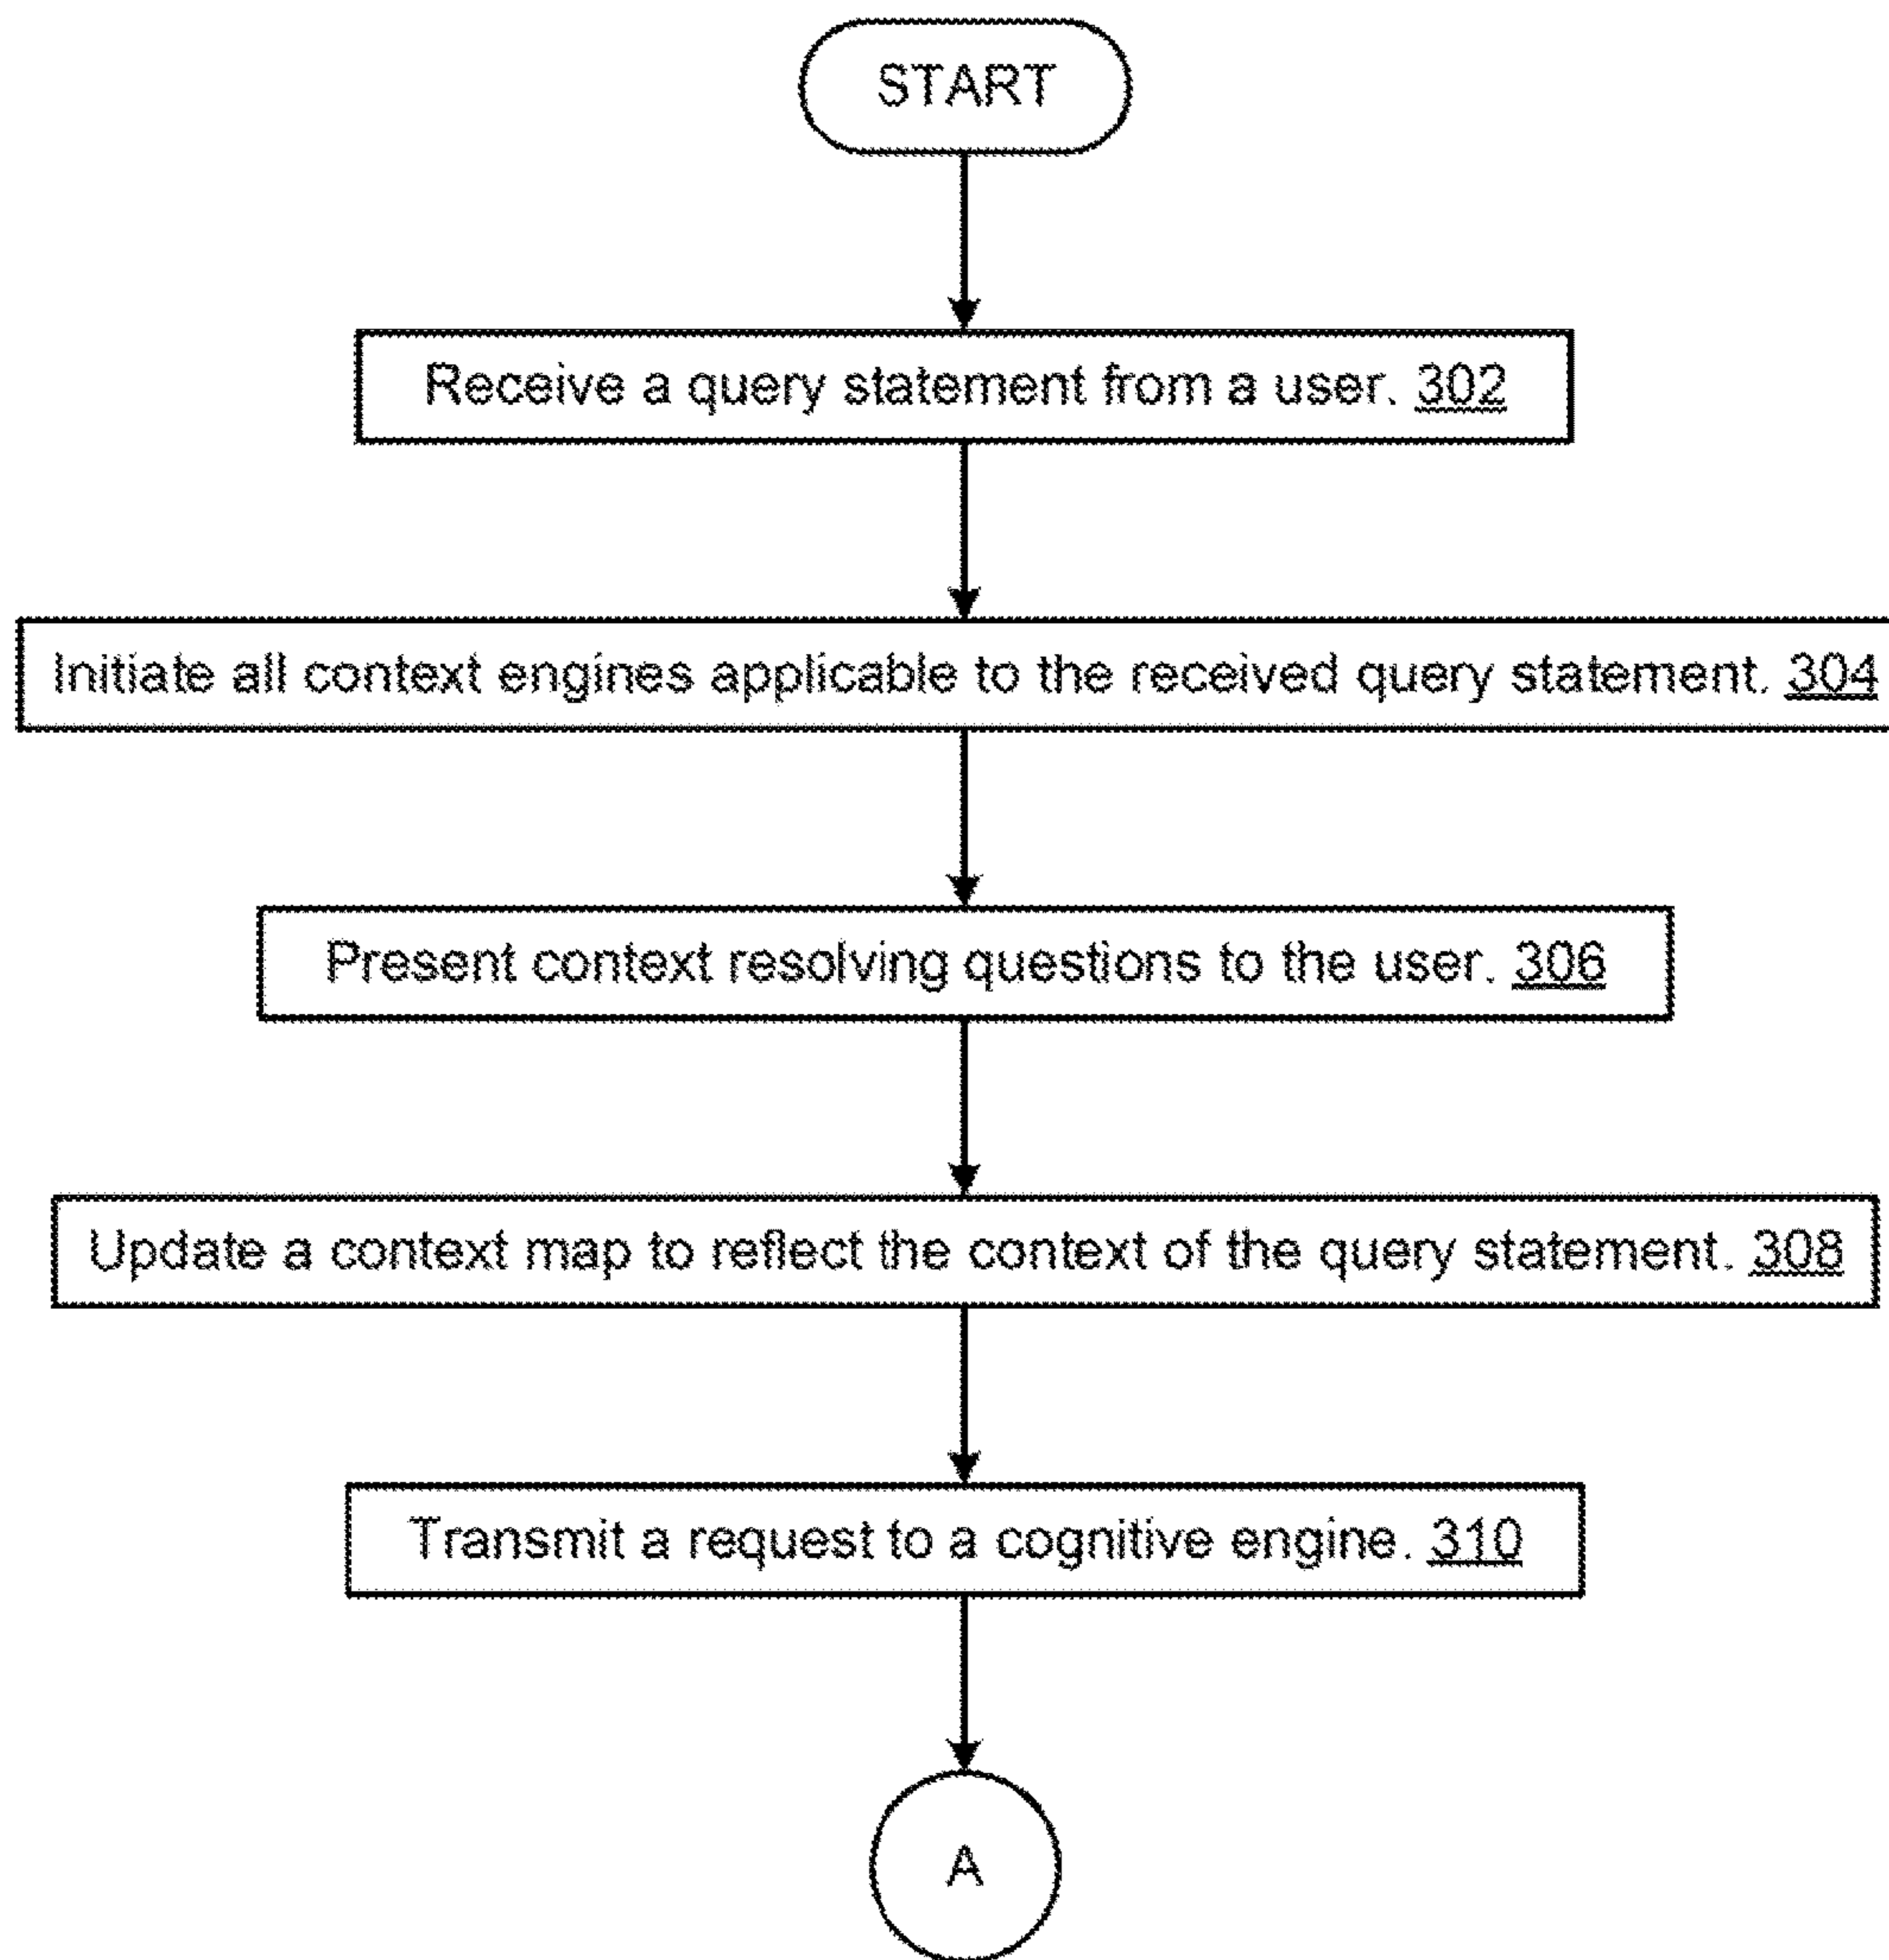 START
Receive a query statement from a user. 302
Initiate all context engines applicable to the received query statement. 304
Present context resolving questions to the user. 306
Update a context map to reflect the context of the query statement. 308
Transmit a request to a cognitive engine. 310
A